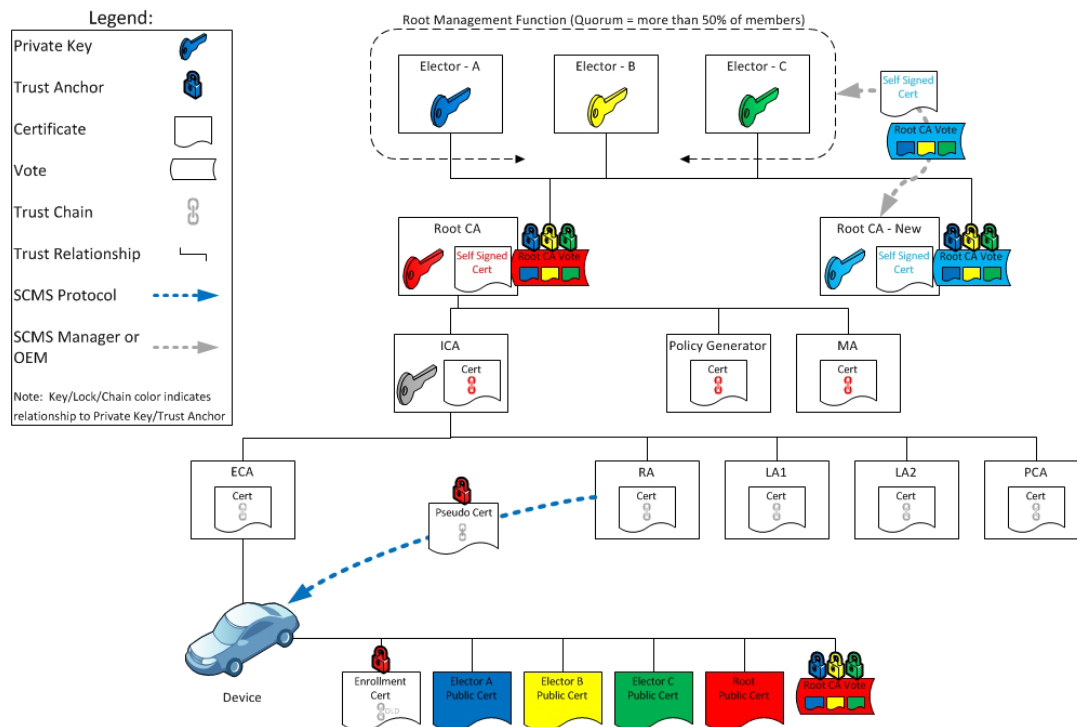 Legend:
Private Key
Trust Anchor
Certificate
Vote
Trust Chain
Trust Relationship
SCMS Protocol
SCMS Manager or
OEM
Note: Key/Lock/Chain color indicates
relationship to Private Key/Trust Anchor
Root Management Function (Quorum = more than 50% of members)
Elector - A
Elector - B
Elector - C
Self Signed
Cert
Root CA Vote
Root CA
Self Signed
Cert
Root CA Vote
Root CA - New
Self Signed
Cert
Root CA Vote
ICA
Cert
Policy Generator
Cert
MA
Cert
ECA
Cert
Pseudo Cert
RA
Cert
LA1
Cert
LA2
Cert
PCA
Cert
Device
Enrollment
Cert
OLD
Elector A
Public Cert
Elector B
Public Cert
Elector C
Public Cert
Root
Public Cert
Root CA Vote